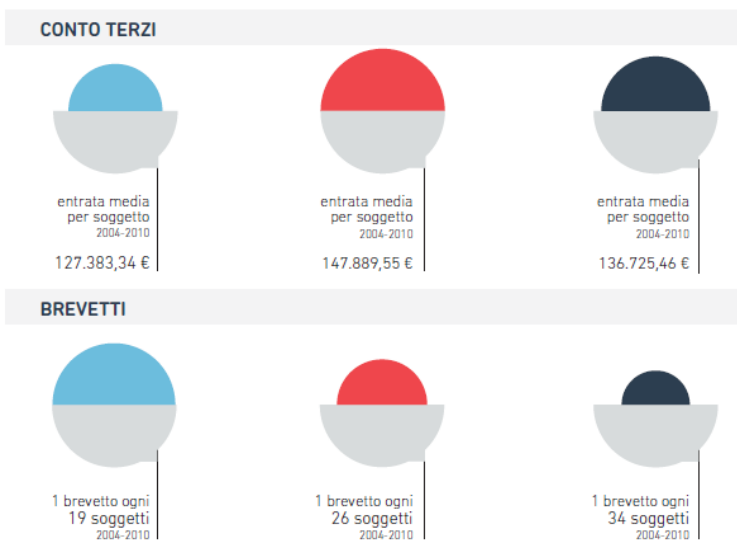 CONTO TERZI
entrata media
per soggetto
2004-2010
127.383,34 €
entrata media
per soggetto
2004-2010
147.889,55 €
entrata media
per soggetto
2004-2010
136.725,46 €
BREVETTI
1 brevetto ogni
19 soggetti
2004-2010
1 brevetto ogni
26 soggetti
2004-2010
1 brevetto ogni
34 soggetti
2004-2010